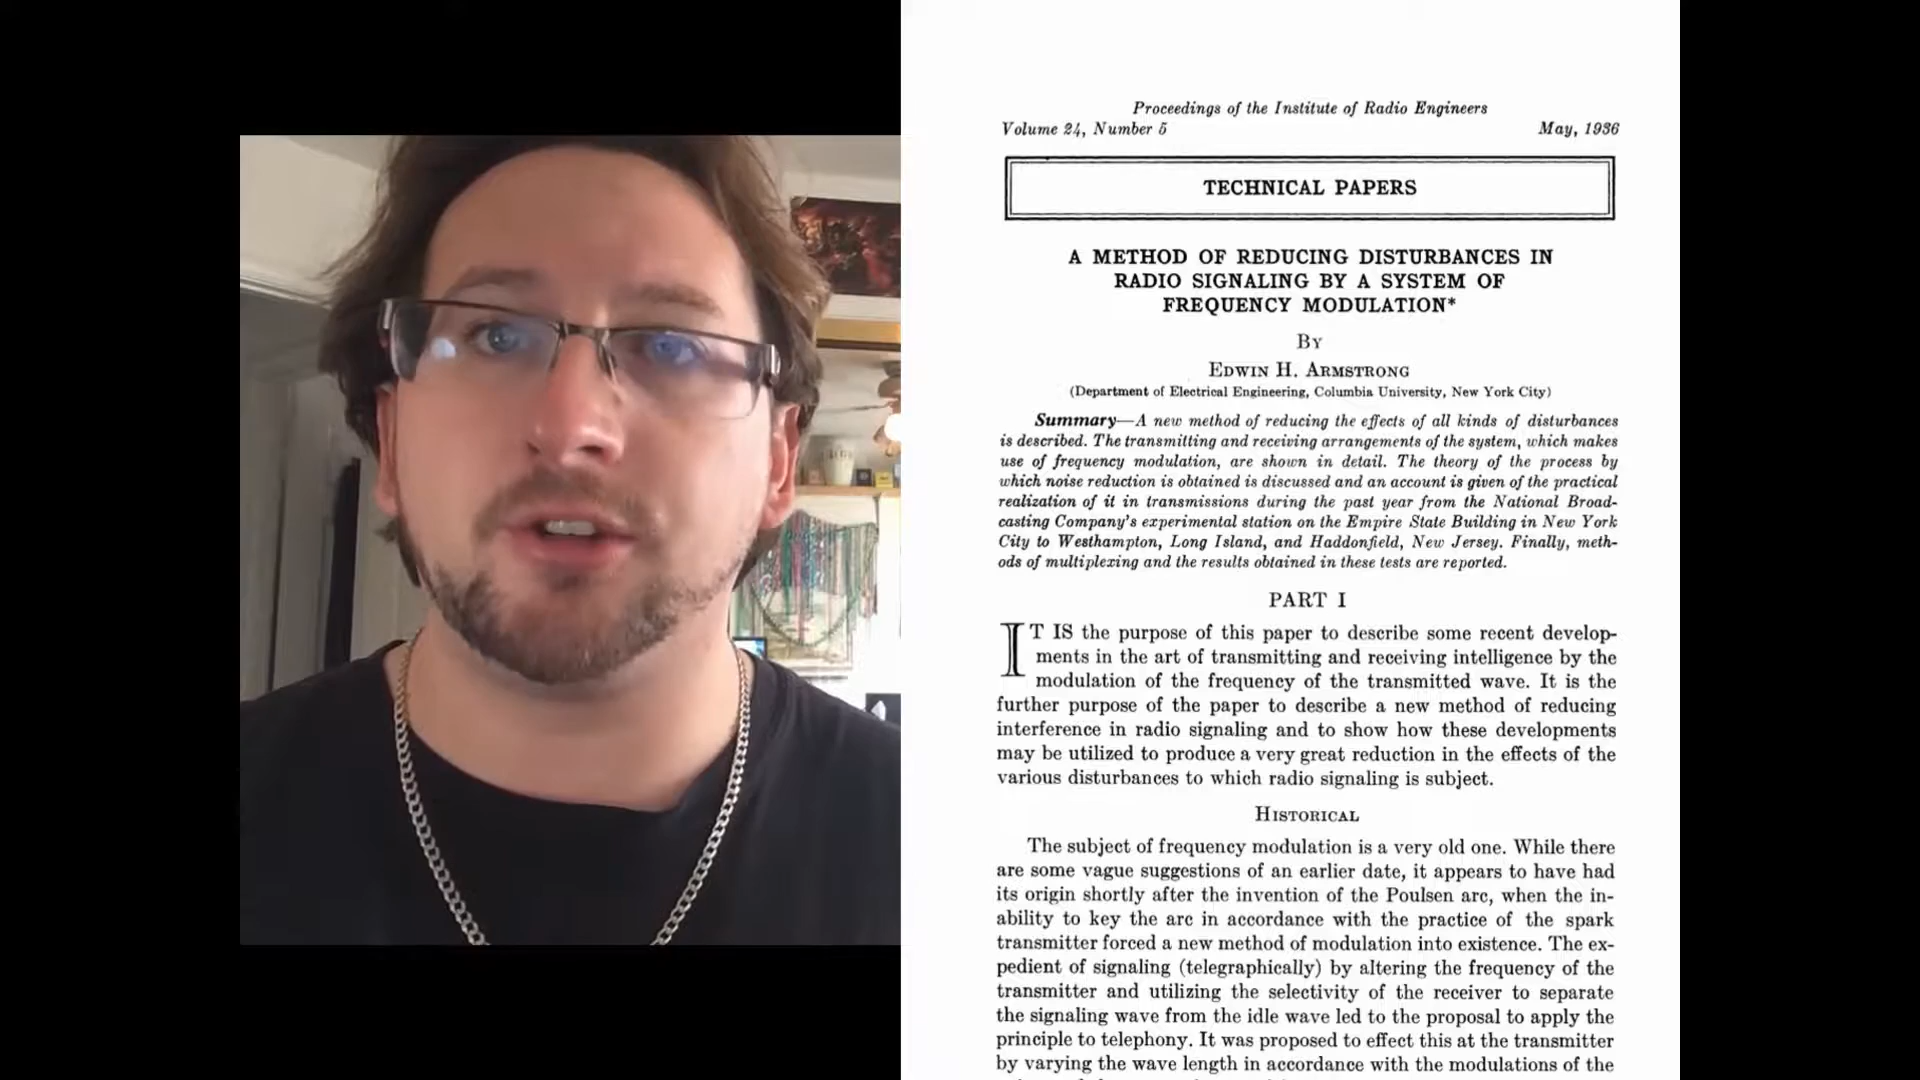 Proceedings of the Institute of Radio Engineers
Volume 24, Number 5 May, 1936
TECHNICAL PAPERS
A METHOD OF REDUCING DISTURBANCES IN
RADIO SIGNALING BY A SYSTEM OF
FREQUENCY MODULATION*
By
Edwin H. Armstrong
(Department of Electrical Engineering, Columbia University, New York City)
Summary—A new method of reducing the effects of all kinds of disturbances
is described. The transmitting and receiving arrangements of the system, which makes
use of frequency modulation, are shown in detail. The theory of the process by
which noise reduction is obtained is discussed and an account is given of the practical
realization of it in transmissions during the past year from the National Broad-
casting Company's experimental station on the Empire State Building in New York
City to Westhampton, Long Island, and Haddonfield, New Jersey. Finally, meth-
ods of multiplexing and the results obtained in these tests are reported.
PART I
IT IS the purpose of this paper to describe some recent develop-
ments in the art of transmitting and receiving intelligence by the
modulation of the frequency of the transmitted wave. It is the
further purpose of the paper to describe a new method of reducing
interference in radio signaling and to show how these developments
may be utilized to produce a very great reduction in the effects of the
various disturbances to which radio signaling is subject.
Historical
The subject of frequency modulation is a very old one. While there
are some vague suggestions of an earlier date, it appears to have had
its origin shortly after the invention of the Poulsen arc, when the in-
ability to key the arc in accordance with the practice of the spark
transmitter forced a new method of modulation into existence. The ex-
pedient of signaling (telegraphically) by altering the frequency of the
transmitter and utilizing the selectivity of the receiver to separate
the signaling wave from the idle wave led to the proposal to apply the
principle to telephony. It was proposed to effect this at the transmitter
by varying the wave length in accordance with the modulations of the